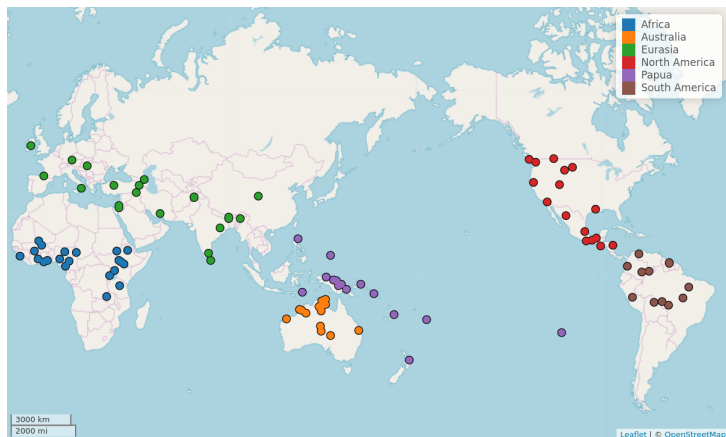 Africa
Australia
Eurasia
North America
Papua
South America
3000 km
2000 mi
Leaflet | © OpenStreetMap